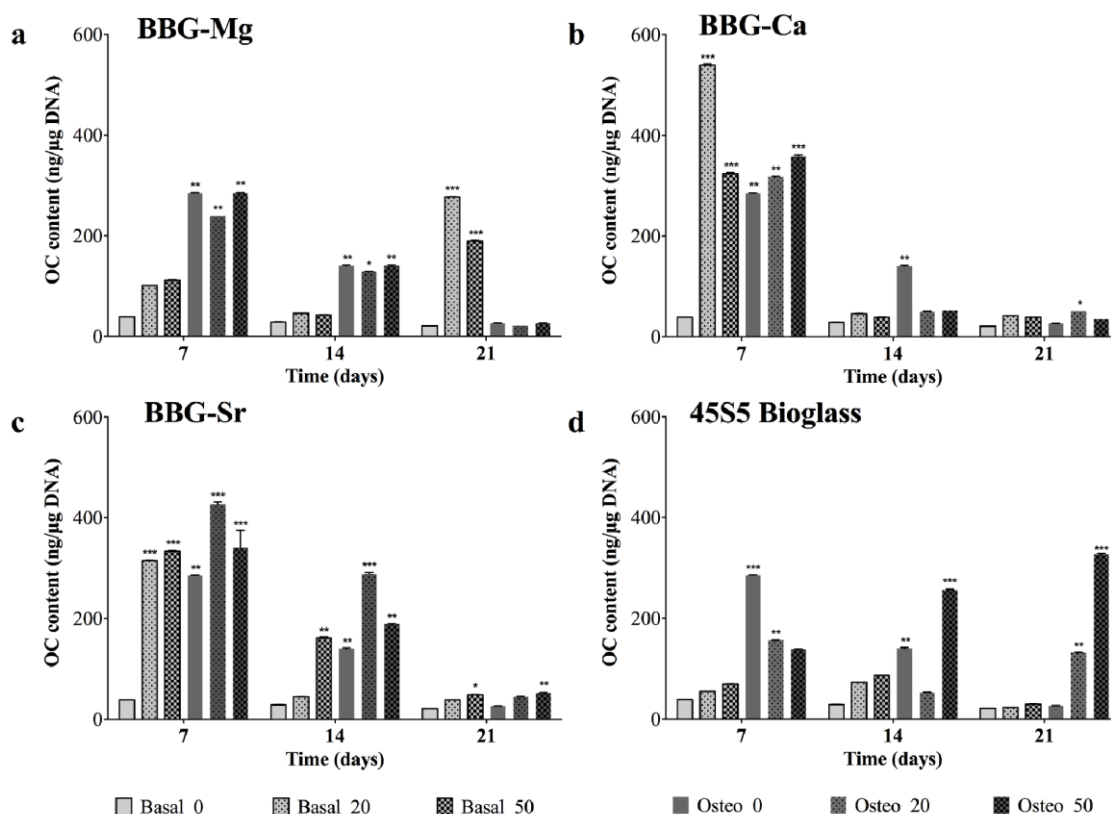 a
BBG-Mg
600
400
200
0
OC content (ng/µg DNA)
**
**
**
**
*
**
***
***
7
14
21
Time (days)
b
BBG-Ca
600
400
200
0
OC content (ng/µg DNA)
***
***
**
**
***
**
*
7
14
21
Time (days)
c
BBG-Sr
600
400
200
0
OC content (ng/µg DNA)
***
***
**
***
***
**
**
***
**
*
**
7
14
21
Time (days)
d
45S5 Bioglass
600
400
200
0
OC content (ng/µg DNA)
***
**
**
***
**
***
7
14
21
Time (days)
Basal 0
Basal 20
Basal 50
Osteo 0
Osteo 20
Osteo 50